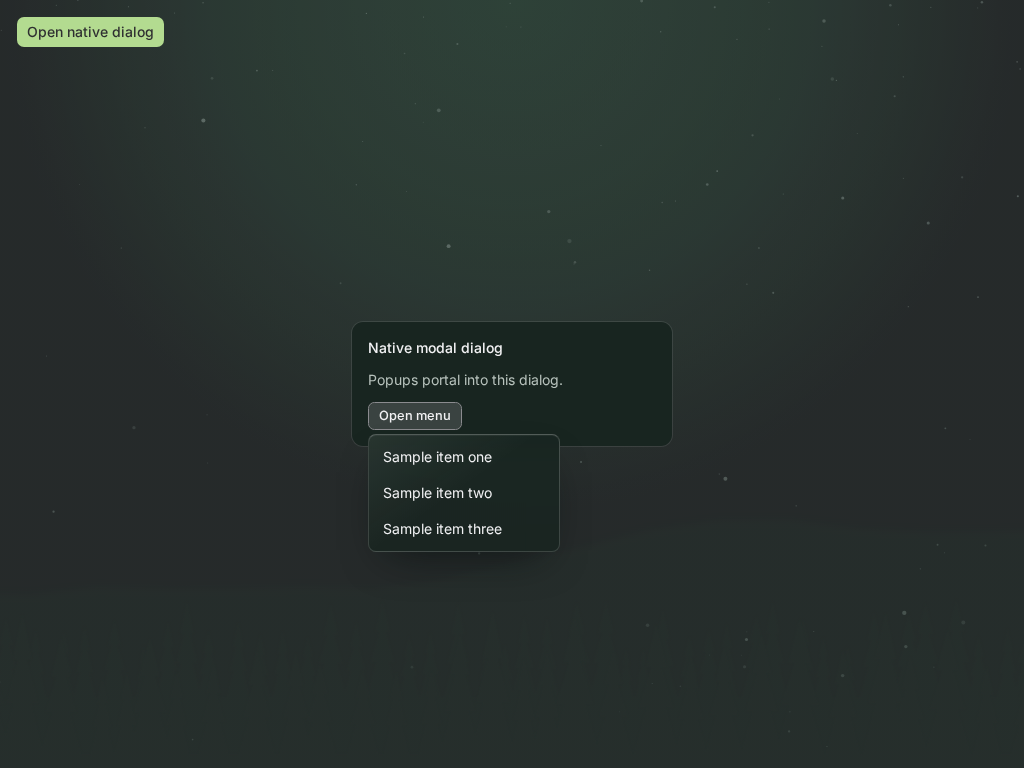 Open native dialog
Native modal dialog
Popups portal into this dialog.
Open menu
Sample item one
Sample item two
Sample item three